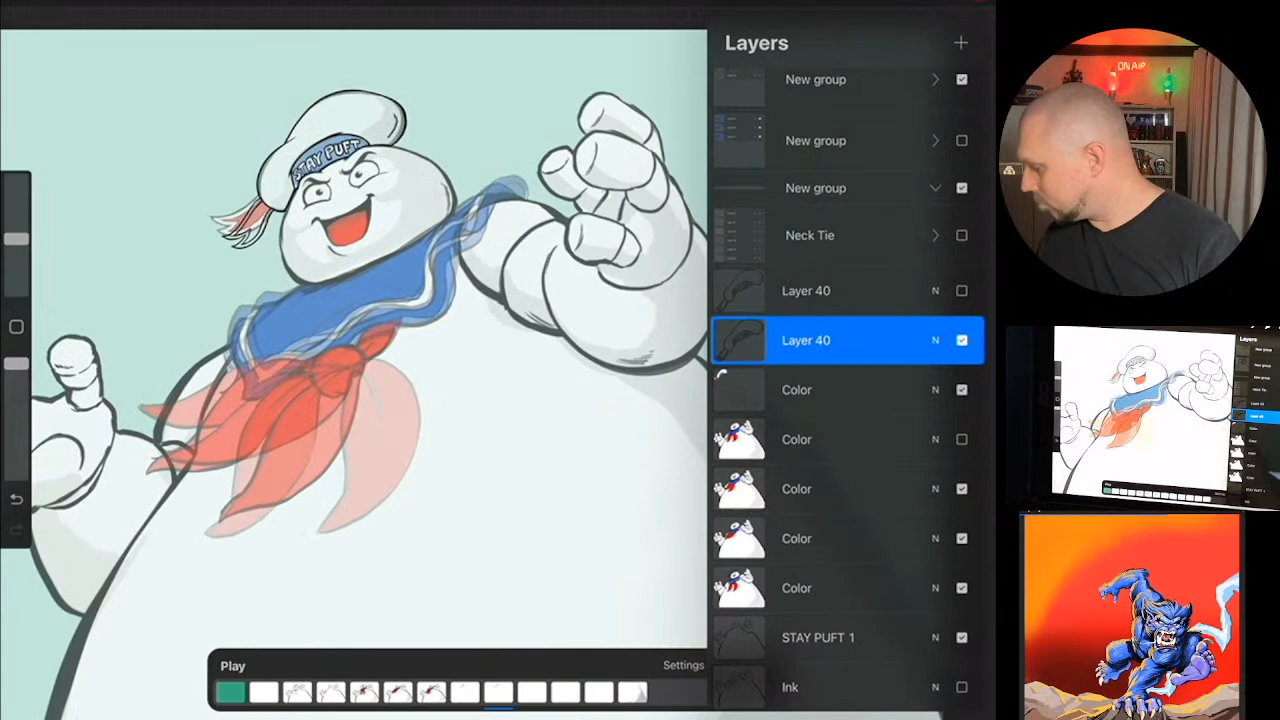 Layers
New group
New group
New group
Neck Tie
Layer 40
N
Layer 40
N
Color
N
Color
N
Color
N
Color
N
Color
N
STAY PUFT 1
N
Ink
N
STAY PUFT
Play
Settings
ON AIR
Layers